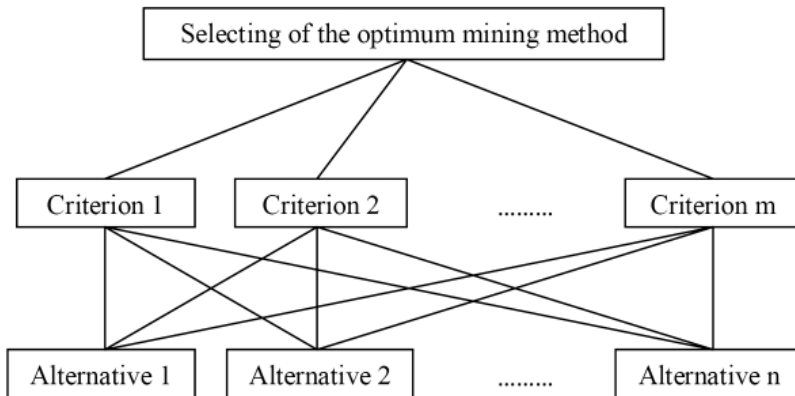 Selecting of the optimum mining method
Criterion 1
Criterion 2
.........
Criterion m
Alternative 1
Alternative 2
.........
Alternative n